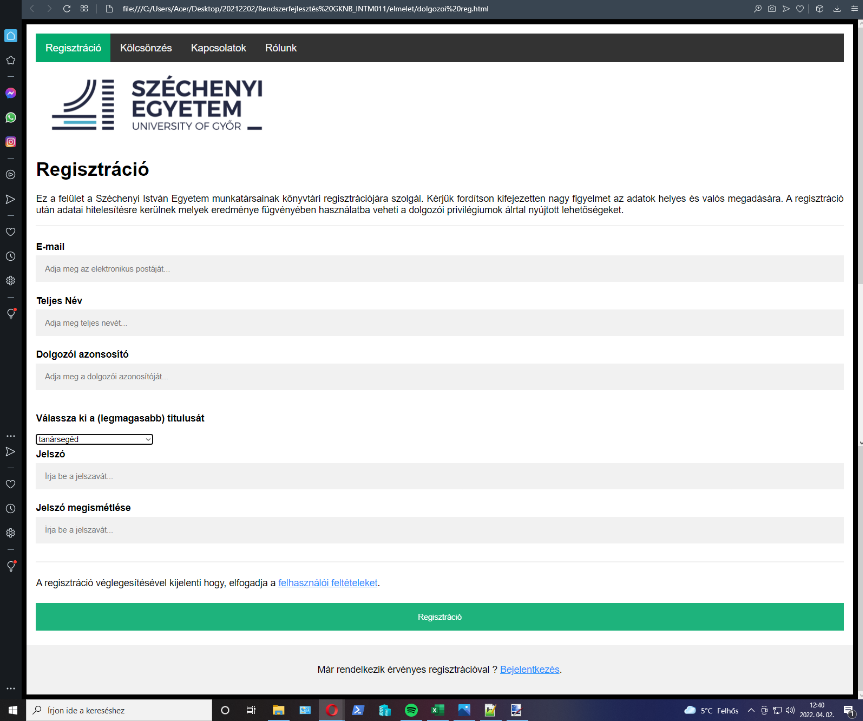 file:///C:/Users/Acer/Desktop/20212202/Rendszerfejlesztés%20GKNB_INTM011/elmelet/dolgozoi%20reg.html
Regisztráció Kölcsönzés Kapcsolatok Rólunk
SZÉCHENYI
EGYETEM
UNIVERSITY OF GYŐR
Regisztráció
Ez a felület a Széchenyi István Egyetem munkatársainak könyvtári regisztrációjára szolgál. Kérjük fordítson kifejezetten nagy figyelmet az adatok helyes és valós megadására. A regisztráció
után adatai hitelesítésre kerülnek melyek eredménye fügvényében használatba veheti a dolgozói privilégiumok álrtal nyújtott lehetőségeket.
E-mail
Adja meg az elektronikus postáját...
Teljes Név
Adja meg teljes nevét...
Dolgozói azonsosító
Adja meg a dolgozói azonosítóját
Válassza ki a (legmagasabb) titulusát
tanársegéd
Jelszó
Írja be a jelszavát...
Jelszó megismétlése
Írja be a jelszavát...
A regisztráció véglegesítésével kijelenti hogy, elfogadja a felhasználói feltételeket.
Regisztráció
Már rendelkezik érvényes regisztrációval ? Bejelentkezés.
Írjon ide a kereséshez
5°C Felhős
12:40
2022. 04. 02.
1